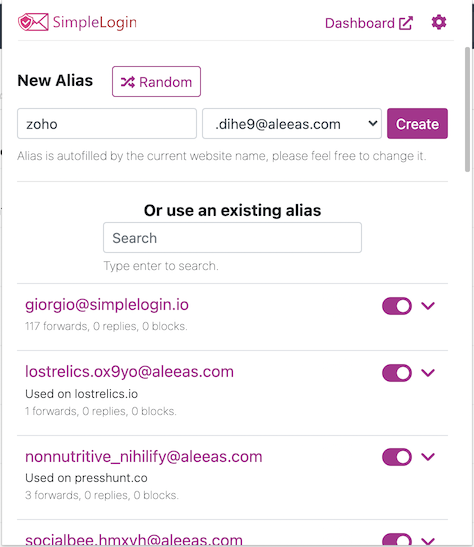 SimpleLogin
Dashboard
New Alias
Random
zoho
.dihe9@aleeas.com
Create
Alias is autofilled by the current website name, please feel free to change it.
Or use an existing alias
Search
Type enter to search.
giorgio@simplelogin.io
117 forwards, 0 replies, 0 blocks.
lostrelics.ox9yo@aleeas.com
Used on lostrelics.io
1 forwards, 0 replies, 0 blocks.
nonnutritive_nihilify@aleeas.com
Used on presshunt.co
3 forwards, 0 replies, 0 blocks.
socialbee.hmxvh@aleeas.com